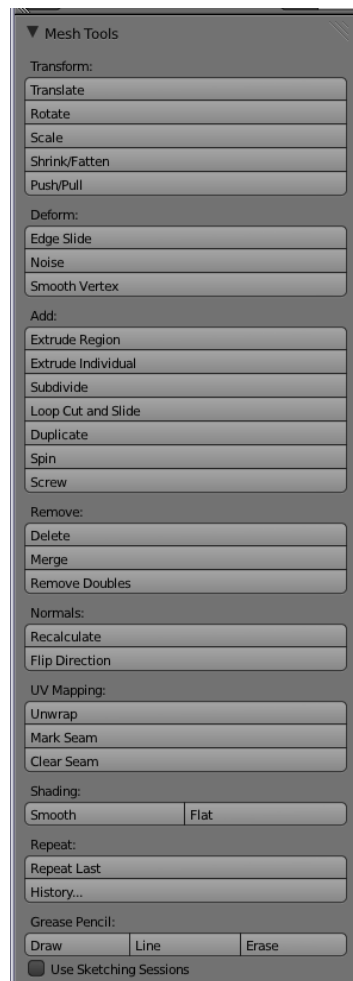 Mesh Tools
Transform:
Translate
Rotate
Scale
Shrink/Fatten
Push/Pull
Deform:
Edge Slide
Noise
Smooth Vertex
Add:
Extrude Region
Extrude Individual
Subdivide
Loop Cut and Slide
Duplicate
Spin
Screw
Remove:
Delete
Merge
Remove Doubles
Normals:
Recalculate
Flip Direction
UV Mapping:
Unwrap
Mark Seam
Clear Seam
Shading:
Smooth Flat
Repeat:
Repeat Last
History...
Grease Pencil:
Draw Line Erase
Use Sketching Sessions